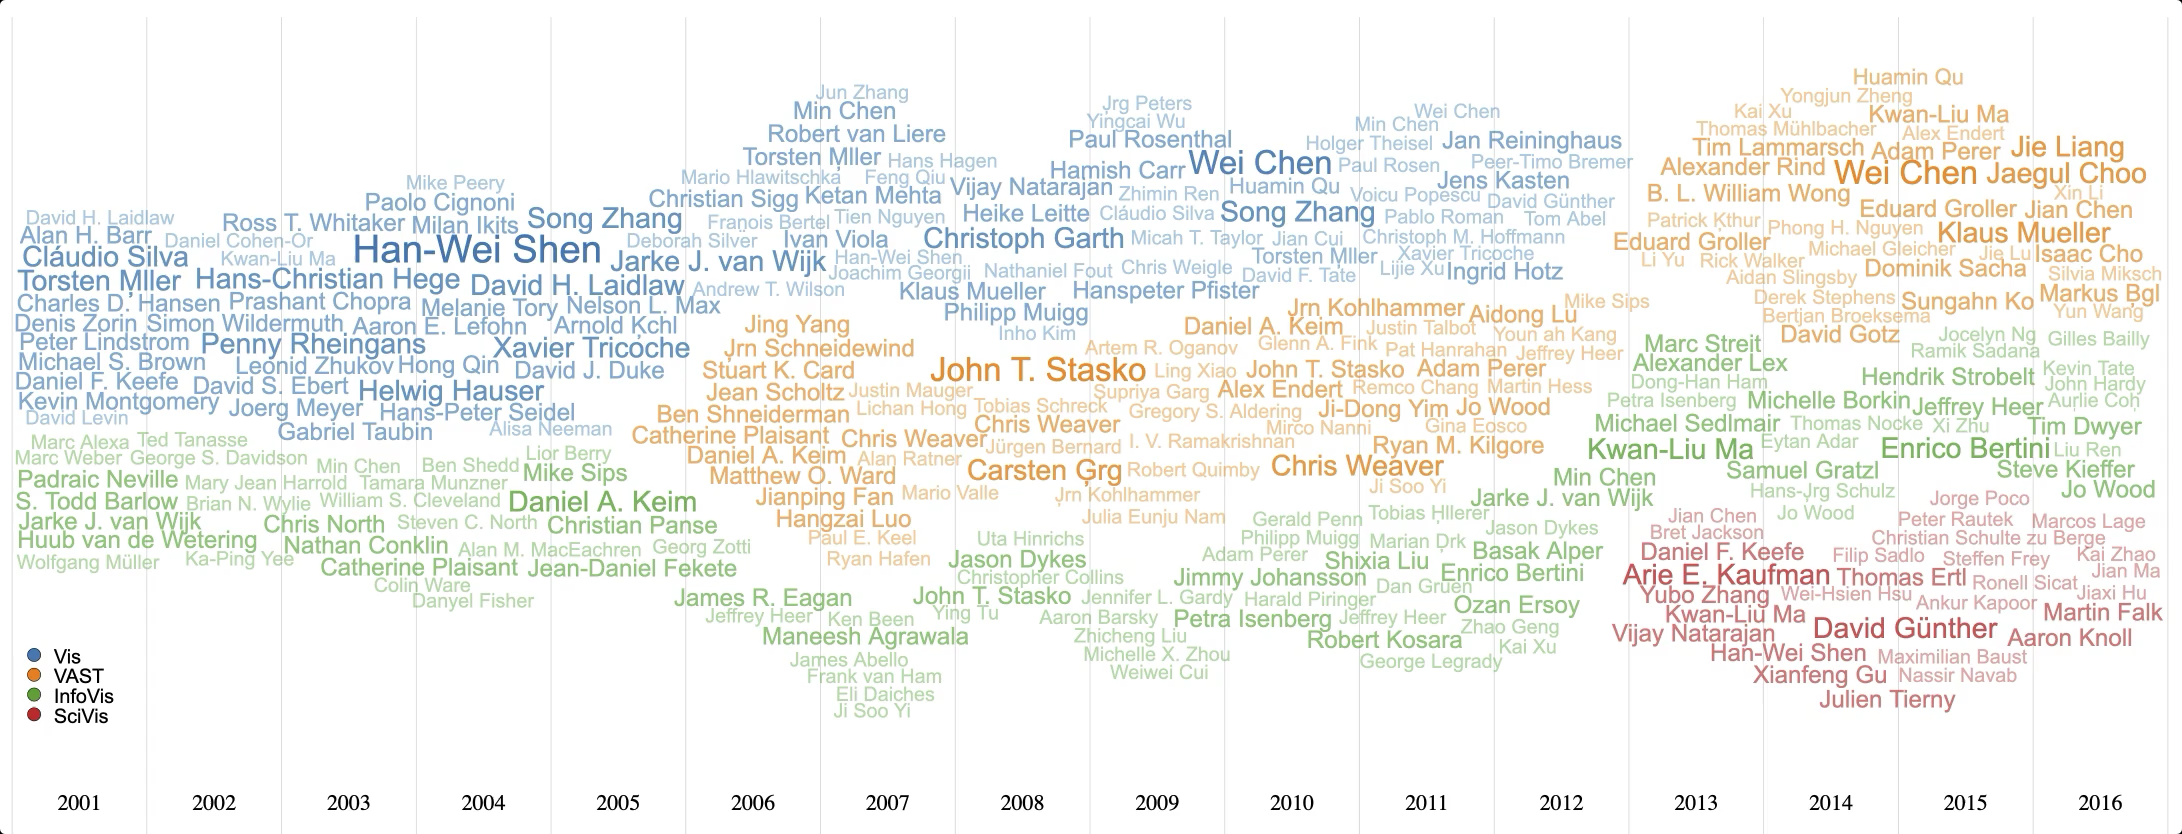 Huamin Qu
Jun Zhang Yongjun Zheng
Min Chen Jrg Peters Wei Chen Kai Xu Kwan-Liu Ma
Yingcai Wu Min Chen Thomas Mühlbacher Alex Endert
Robert van Liere Paul Rosenthal Holger Theisel Jan Reininghaus Tim Lammarsch Adam Perer Jie Liang
Torsten Mller Hans Hagen Hamish Carr Wei Chen Paul Rosen Peer-Timo Bremer Alexander Rind Wei Chen Jaegul Choo
Mike Peery Mario Hlawitschka Feng Qiu Vijay Natarajan Huamin Qu Jens Kasten B. L. William Wong Xin Li
Paolo Cignoni Christian Sigg Ketan Mehta Zhimin Ren Voicu Popescu David Günther
David H. Laidlaw Ross T. Whitaker Milan Ikits Song Zhang Franois Bertel Tien Nguyen Heike Leitte Cláudio Silva Song Zhang Pablo Roman Tom Abel Patrick Kthur Phong H. Nguyen Eduard Groller Jian Chen
Alan H. Barr Daniel Cohen-Or Deborah Silver Ivan Viola Christoph Garth Micah T. Taylor Jian Cui Christoph M. Hoffmann Eduard Groller Klaus Mueller
Cláudio Silva Kwan-Liu Ma Han-Wei Shen Jarke J. van Wijk Han-Wei Shen Torsten Mller Xavier Tricoche Li Yu Rick Walker Michael Gleicher Jie Lu Isaac Cho
Torsten Mller Hans-Christian Hege David H. Laidlaw Joachim Georgii Nathaniel Fout Chris Weigle David F. Tate Lijie Xu Ingrid Hotz Aidan Slingsby Dominik Sacha Silvia Miksch
Andrew T. Wilson Klaus Mueller Hanspeter Pfister Derek Stephens Sungahn Ko Markus Bgl
Charles D. Hansen Prashant Chopra Melanie Tory Nelson L. Max Philipp Muigg Jrn Kohlhammer Aidong Lu Mike Sips Bertjan Broeksema Yun Wang
Denis Zorin Simon Wildermuth Aaron E. Lefohn Arnold Kchl Jing Yang Inho Kim Daniel A. Keim Justin Talbot Youn ah Kang David Gotz Jocelyn Ng Gilles Bailly
Peter Lindstrom Penny Rheingans Xavier Tricoche Jrn Schneidewind Artem R. Oganov Glenn A. Fink Pat Hanrahan Jeffrey Heer Marc Streit Ramik Sadana
Michael S. Brown Leonid Zhukov Hong Qin David J. Duke Stuart K. Card John T. Stasko Ling Xiao John T. Stasko Adam Perer Alexander Lex Hendrik Strobelt Kevin Tate
Daniel F. Keefe David S. Ebert Helwig Hauser Jean Scholtz Justin Mauger Supriya Garg Alex Endert Remco Chang Martin Hess Dong-Han Ham John Hardy
Kevin Montgomery Joerg Meyer Hans-Peter Seidel Ben Shneiderman Lichan Hong Tobias Schreck Gregory S. Aldering Ji-Dong Yim Jo Wood Petra Isenberg Michelle Borkin Jeffrey Heer Aurlie Coh
David Levin Gabriel Taubin Alisa Neeman Catherine Plaisant Chris Weaver Chris Weaver Mirco Nanni Gina Eosco Michael Sedlmair Thomas Nocke Xi Zhu Tim Dwyer
Marc Alexa Ted Tanasse Lior Berry Daniel A. Keim Alan Ratner Jürgen Bernard I. V. Ramakrishnan Ryan M. Kilgore Kwan-Liu Ma Eytan Adar Enrico Bertini Liu Ren
Marc Weber George S. Davidson Min Chen Ben Shedd Mike Sips Matthew O. Ward Carsten Grg Robert Quimby Chris Weaver Min Chen Samuel Gratzl Steve Kieffer
Padraic Neville Mary Jean Harrold Tamara Munzner Jianping Fan Mario Valle Jrn Kohlhammer Ji Soo Yi Jarke J. van Wijk Hans-Jrg Schulz Jorge Poco Jo Wood
S. Todd Barlow Brian N. Wylie William S. Cleveland Daniel A. Keim Hangzai Luo Julia Eunju Nam Gerald Penn Tobias Hllerer Jian Chen Jo Wood Peter Rautek Marcos Lage
Jarke J. van Wijk Chris North Steven C. North Christian Panse Paul E. Keel Uta Hinrichs Philipp Muigg Marian Drk Jason Dykes Bret Jackson Christian Schulte zu Berge
Huub van de Wetering Nathan Conklin Alan M. MacEachren Georg Zotti Ryan Hafen Jason Dykes Adam Perer Shixia Liu Basak Alper Daniel F. Keefe Filip Sadlo Steffen Frey Kai Zhao
Wolfgang Müller Ka-Ping Yee Catherine Plaisant Jean-Daniel Fekete Christopher Collins Jimmy Johansson Dan Gruen Enrico Bertini Arie E. Kaufman Thomas Ertl Ronell Sicat Jian Ma
Colin Ware James R. Eagan John T. Stasko Jennifer L. Gardy Harald Piringer Yubo Zhang Wei-Hsien Hsu Ankur Kapoor Jiaxi Hu
Danyel Fisher Jeffrey Heer Ken Been Ying Tu Aaron Barsky Petra Isenberg Jeffrey Heer Ozan Ersoy Kwan-Liu Ma Martin Falk
Maneesh Agrawala Zhicheng Liu Robert Kosara Zhao Geng Vijay Natarajan David Günther Aaron Knoll
James Abello Michelle X. Zhou George Legrady Kai Xu Han-Wei Shen Maximilian Baust
Frank van Ham Weiwei Cui Xianfeng Gu Nassir Navab
Eli Daiches Julien Tierny
Ji Soo Yi
Vis
VAST
InfoVis
SciVis
2001 2002 2003 2004 2005 2006 2007 2008 2009 2010 2011 2012 2013 2014 2015 2016